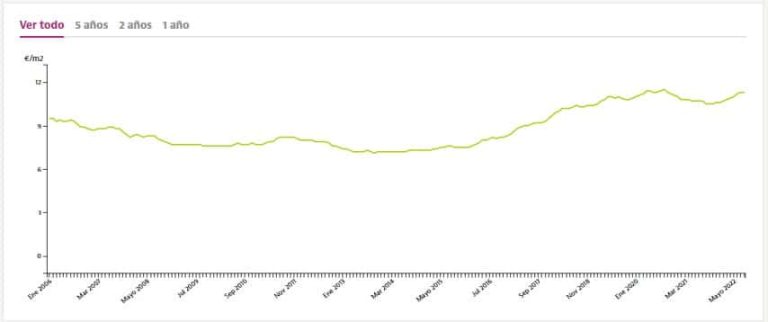 Ver todo 5 años 2 años 1 año
€/m2
12
9
6
3
0
Ene 2006 Mar 2007 Mayo 2008 Jul 2009 Sep 2010 Nov 2011 Ene 2013 Mar 2014 Mayo 2015 Jul 2016 Sep 2017 Nov 2018 Ene 2020 Mar 2021 Mayo 2022